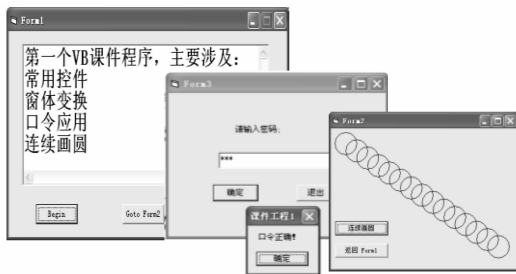 Form1
第一个VB课件程序，主要涉及：
常用控件
窗体变换
口令应用
连续画圆
Begin
Goto Form2
Form3
请输入密码：
***
确定
退出
课件工程1
口令正确!
确定
Form2
连续画圆
返回 Form1